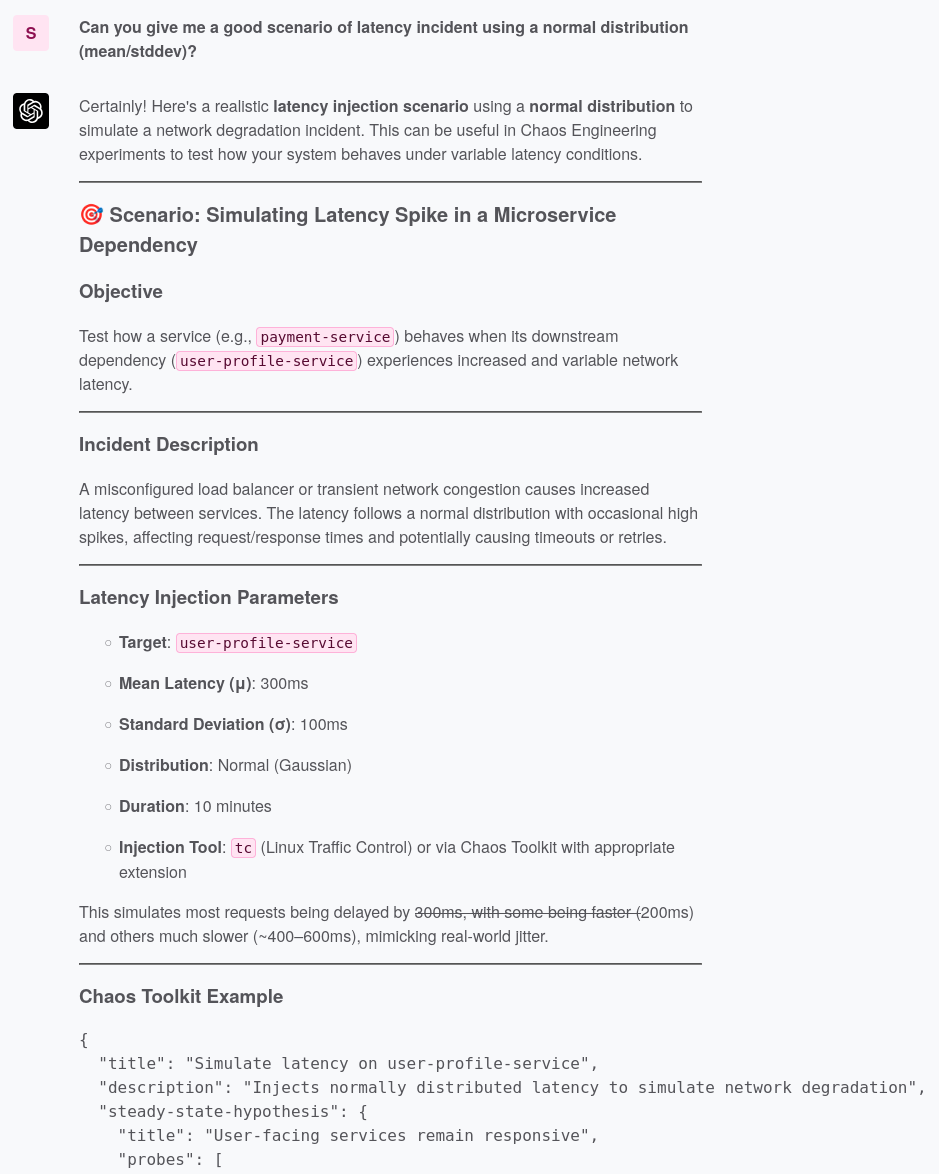 S
Can you give me a good scenario of latency incident using a normal distribution
(mean/stddev)?
Certainly! Here's a realistic latency injection scenario using a normal distribution to
simulate a network degradation incident. This can be useful in Chaos Engineering
experiments to test how your system behaves under variable latency conditions.
🎯 Scenario: Simulating Latency Spike in a Microservice
Dependency
Objective
Test how a service (e.g., payment-service) behaves when its downstream
dependency (user-profile-service) experiences increased and variable network
latency.
Incident Description
A misconfigured load balancer or transient network congestion causes increased
latency between services. The latency follows a normal distribution with occasional high
spikes, affecting request/response times and potentially causing timeouts or retries.
Latency Injection Parameters
○ Target: user-profile-service
○ Mean Latency (μ): 300ms
○ Standard Deviation (σ): 100ms
○ Distribution: Normal (Gaussian)
○ Duration: 10 minutes
○ Injection Tool: tc (Linux Traffic Control) or via Chaos Toolkit with appropriate
extension
This simulates most requests being delayed by 300ms, with some being faster (200ms)
and others much slower (~400–600ms), mimicking real-world jitter.
Chaos Toolkit Example
{
  "title": "Simulate latency on user-profile-service",
  "description": "Injects normally distributed latency to simulate network degradation",
  "steady-state-hypothesis": {
    "title": "User-facing services remain responsive",
    "probes": [